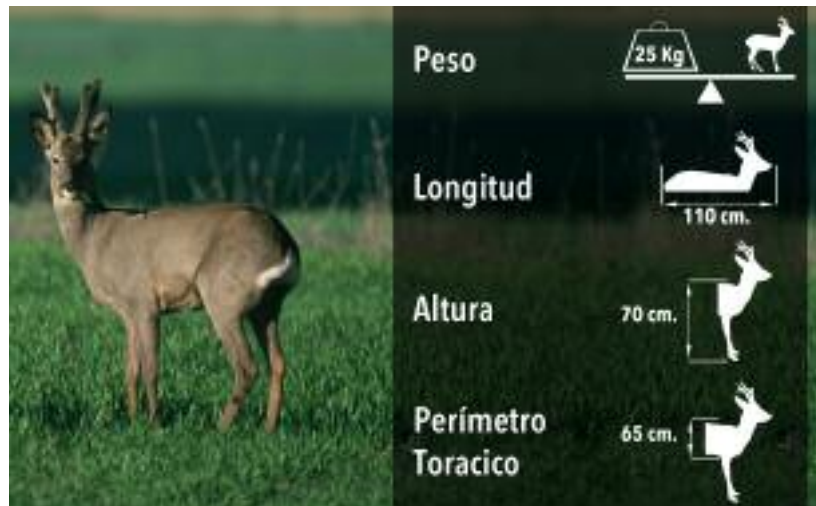 Peso
25 Kg
Longitud
110 cm.
Altura
70 cm.
Perímetro
Toracico
65 cm.